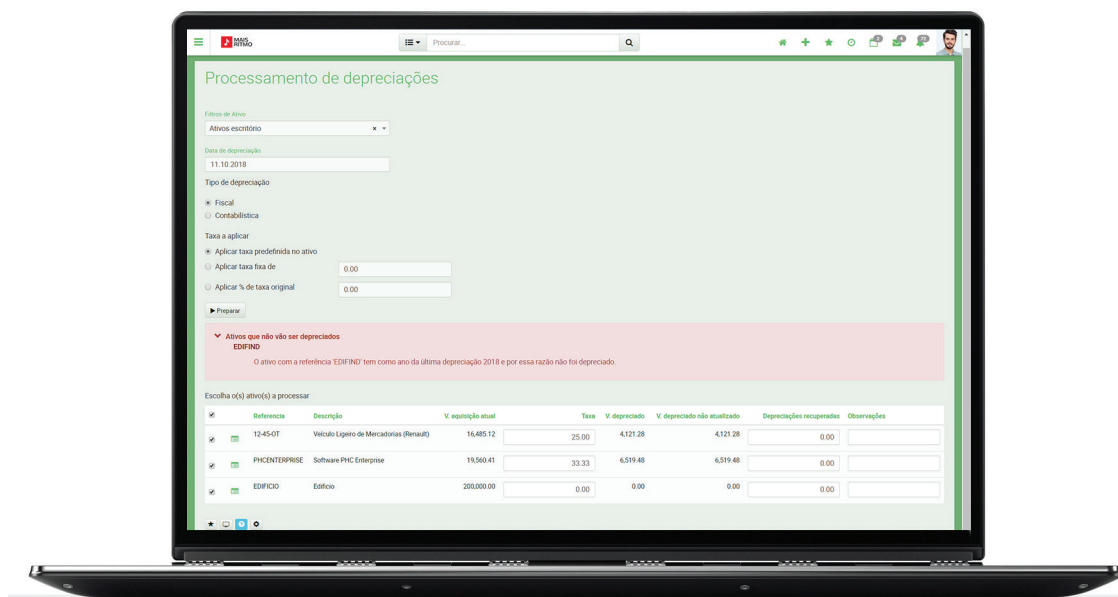 MAIS
RITMO
Procurar...
2
4
72
Processamento de depreciações
Filtros de Ativo
Ativos escritório
Data de depreciação
11.10.2018
Tipo de depreciação
Fiscal
Contabilística
Taxa a aplicar
Aplicar taxa predefinida no ativo
Aplicar taxa fixa de 0.00
Aplicar % de taxa original 0.00
Preparar
Ativos que não vão ser depreciados
EDIFIND
O ativo com a referência 'EDIFIND' tem como ano da última depreciação 2018 e por essa razão não foi depreciado.
Escolha o(s) ativo(s) a processar
Referencia Descrição V. aquisição atual Taxa V. depreciado V. depreciado não atualizado Depreciações recuperadas Observações
12-45-OT Veículo Ligeiro de Mercadorias (Renault) 16,485.12 25.00 4,121.28 4,121.28 0.00
PHCENTERPRISE Software PHC Enterprise 19,560.41 33.33 6,519.48 6,519.48 0.00
EDIFICIO Edificio 200,000.00 0.00 0.00 0.00 0.00